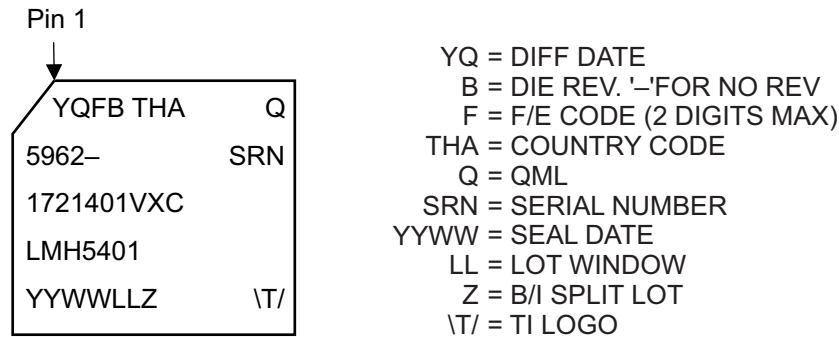 Pin 1
YQFB THA Q
5962– SRN
1721401VXC
LMH5401
YYWWLLZ \T/
YQ = DIFF DATE
B = DIE REV. '–'FOR NO REV
F = F/E CODE (2 DIGITS MAX)
THA = COUNTRY CODE
Q = QML
SRN = SERIAL NUMBER
YYWW = SEAL DATE
LL = LOT WINDOW
Z = B/I SPLIT LOT
\T/ = TI LOGO